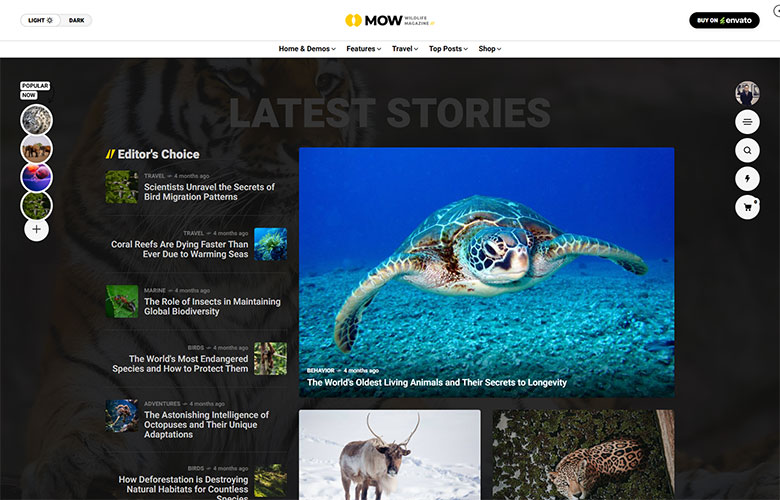 LIGHT DARK
MOW WILDLIFE
MAGAZINE
BUY ON envato
Home & Demos Features Travel Top Posts Shop
POPULAR
NOW
LATEST STORIES
Editor's Choice
TRAVEL — 4 months ago
Scientists Unravel the Secrets of
Bird Migration Patterns
TRAVEL — 4 months ago
Coral Reefs Are Dying Faster Than
Ever Due to Warming Seas
MARINE — 4 months ago
The Role of Insects in Maintaining
Global Biodiversity
BIRDS — 4 months ago
The World's Most Endangered
Species and How to Protect Them
ADVENTURES — 4 months ago
The Astonishing Intelligence of
Octopuses and Their Unique
Adaptations
BIRDS — 4 months ago
How Deforestation is Destroying
Natural Habitats for Countless
Species
BEHAVIOR — 4 months ago
The World's Oldest Living Animals and Their Secrets to Longevity